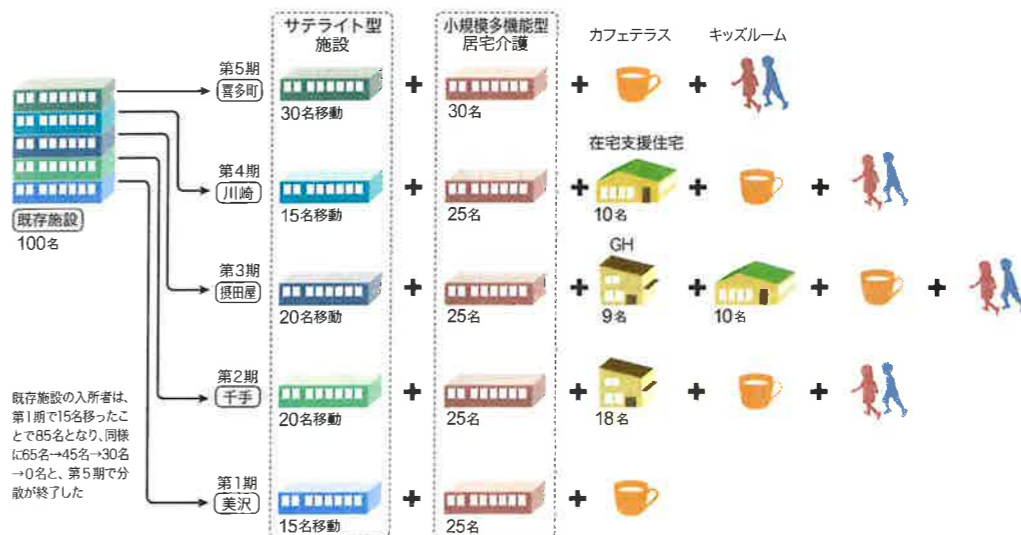 サテライト型
施設
小規模多機能型
居宅介護
カフェテラス
キッズルーム
第5期
喜多町
30名移動
30名
在宅支援住宅
第4期
川崎
15名移動
25名
10名
既存施設
100名
GH
第3期
摂田屋
20名移動
25名
9名
10名
第2期
千手
20名移動
25名
18名
既存施設の入所者は、
第1期で15名移ったこ
とで85名となり、同様
に65名→45名→30名
→0名と、第5期で分
散が終了した
第1期
美沢
15名移動
25名